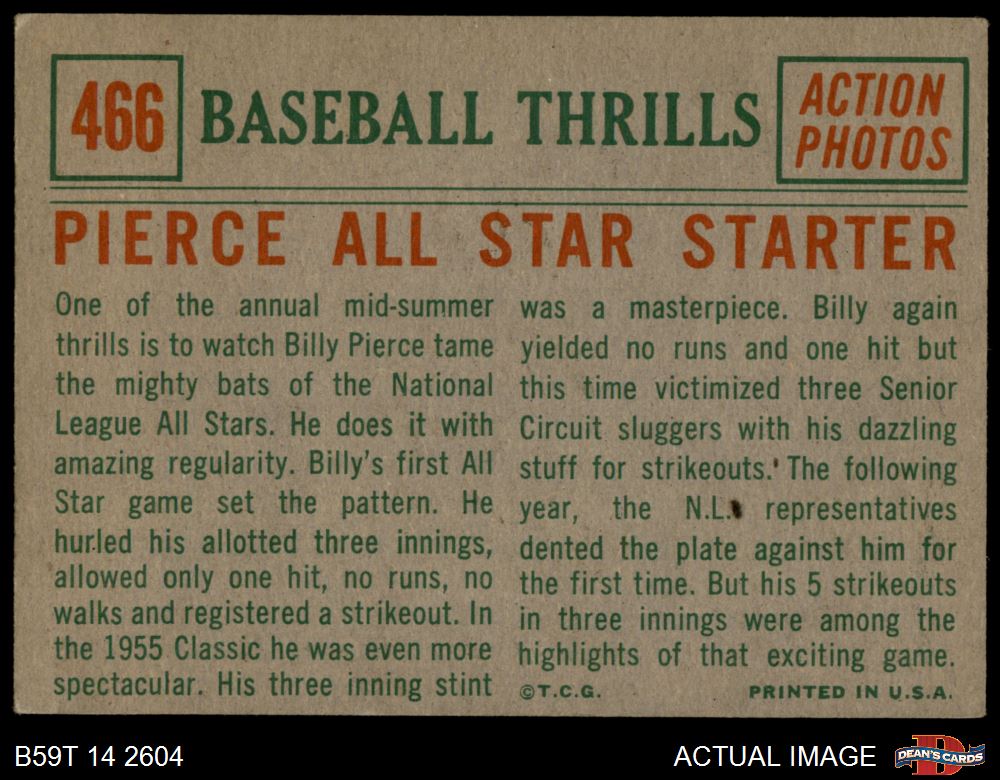 466
BASEBALL THRILLS
ACTION
PHOTOS
PIERCE ALL STAR STARTER
One of the annual mid-summer
thrills is to watch Billy Pierce tame
the mighty bats of the National
League All Stars. He does it with
amazing regularity. Billy's first All
Star game set the pattern. He
hurled his allotted three innings,
allowed only one hit, no runs, no
walks and registered a strikeout. In
the 1955 Classic he was even more
spectacular. His three inning stint
was a masterpiece. Billy again
yielded no runs and one hit but
this time victimized three Senior
Circuit sluggers with his dazzling
stuff for strikeouts. The following
year, the N.L. representatives
dented the plate against him for
the first time. But his 5 strikeouts
in three innings were among the
highlights of that exciting game.
©T.C.G. PRINTED IN U.S.A.
B59T 14 2604
ACTUAL IMAGE
D
DEAN'S CARDS